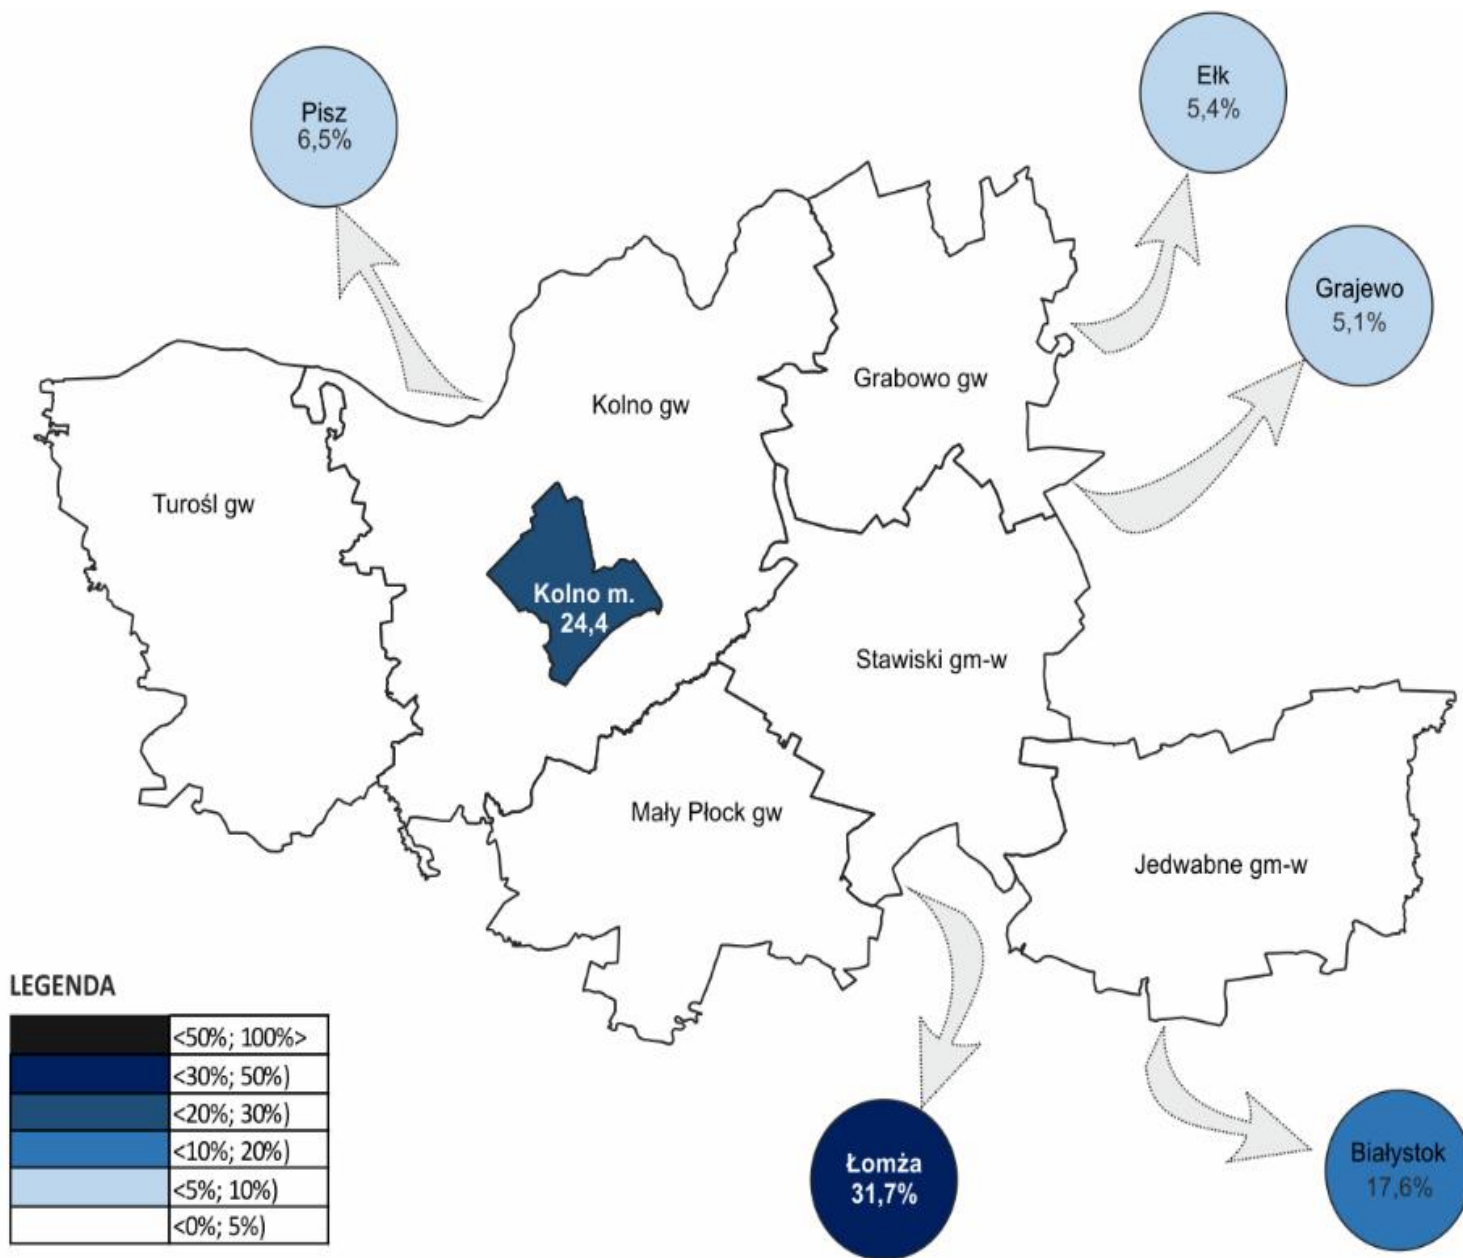 Pisz
6,5%
Ełk
5,4%
Grajewo
5,1%
Grabowo gw
Kolno gw
Turośl gw
Kolno m.
24,4
Stawiski gm-w
Mały Płock gw
Jedwabne gm-w
LEGENDA
<50%; 100%>
<30%; 50%)
<20%; 30%)
<10%; 20%)
<5%; 10%)
<0%; 5%)
Łomża
31,7%
Białystok
17,6%